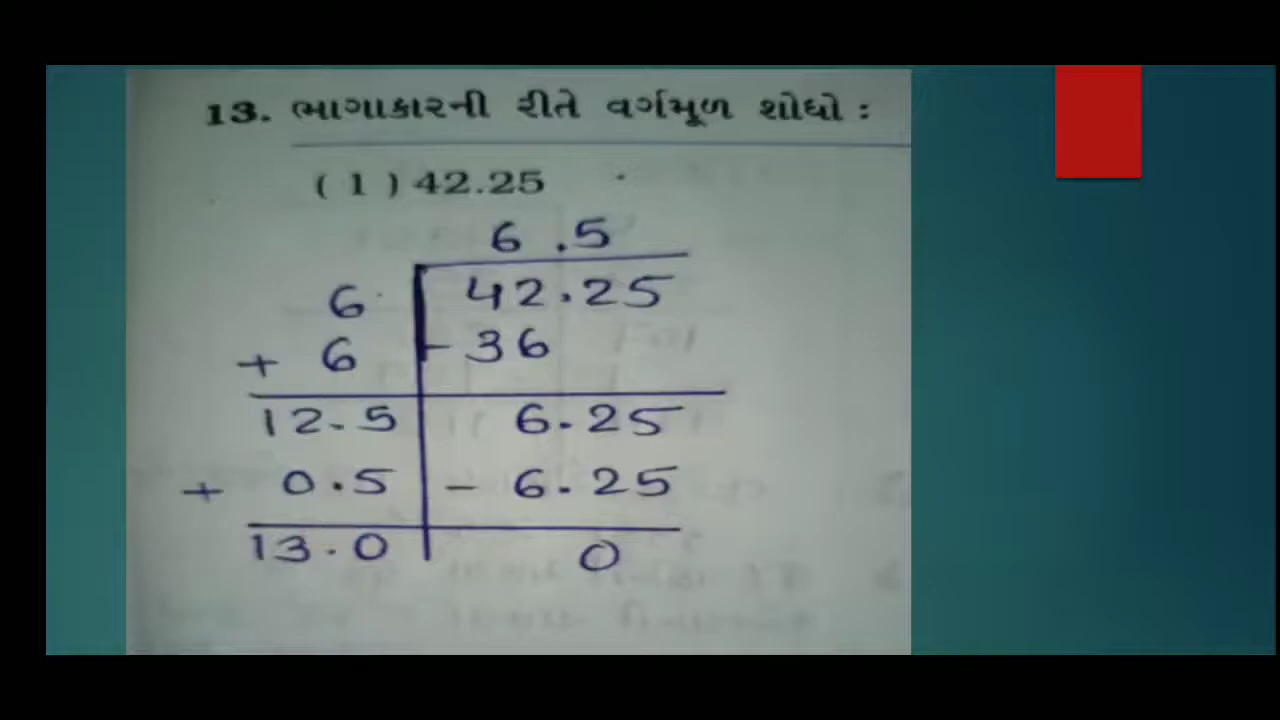 13. ભાગાકારની રીતે વર્ગમૂળ શોધો :
( 1 ) 42.25
6 .5
6 42.25
+ 6 - 36
12.5 6.25
+ 0.5 - 6.25
13.0 0